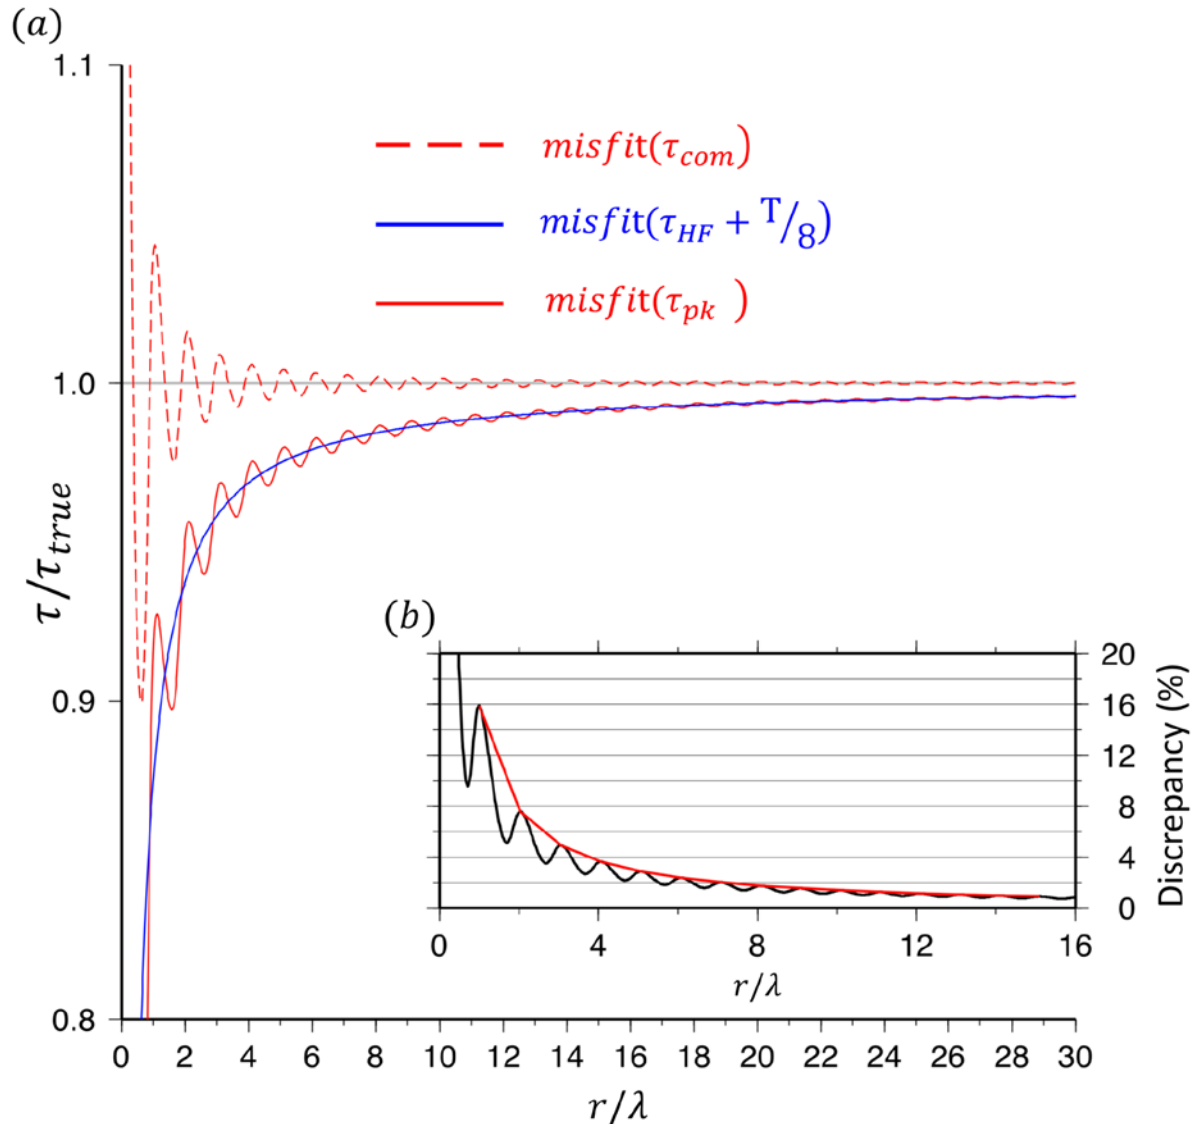 (a)
1.1
misfit(τcom)
misfit(τHF + T/8)
misfit(τpk )
1.0
τ/τtrue
0.9
0.8
0 2 4 6 8 10 12 14 16 18 20 22 24 26 28 30
r/λ
(b)
20
16
12
8
4
0
Discrepancy (%)
0 4 8 12 16
r/λ